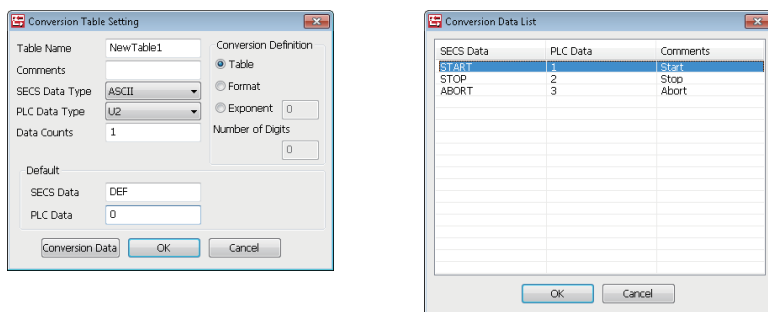 Conversion Table Setting
Table Name NewTable1
Comments
SECS Data Type ASCII
PLC Data Type U2
Data Counts 1
Conversion Definition
Table
Format
Exponent 0
Number of Digits
0
Default
SECS Data DEF
PLC Data 0
Conversion Data OK Cancel
Conversion Data List
SECS Data PLC Data Comments
START 1 Start
STOP 2 Stop
ABORT 3 Abort
OK Cancel